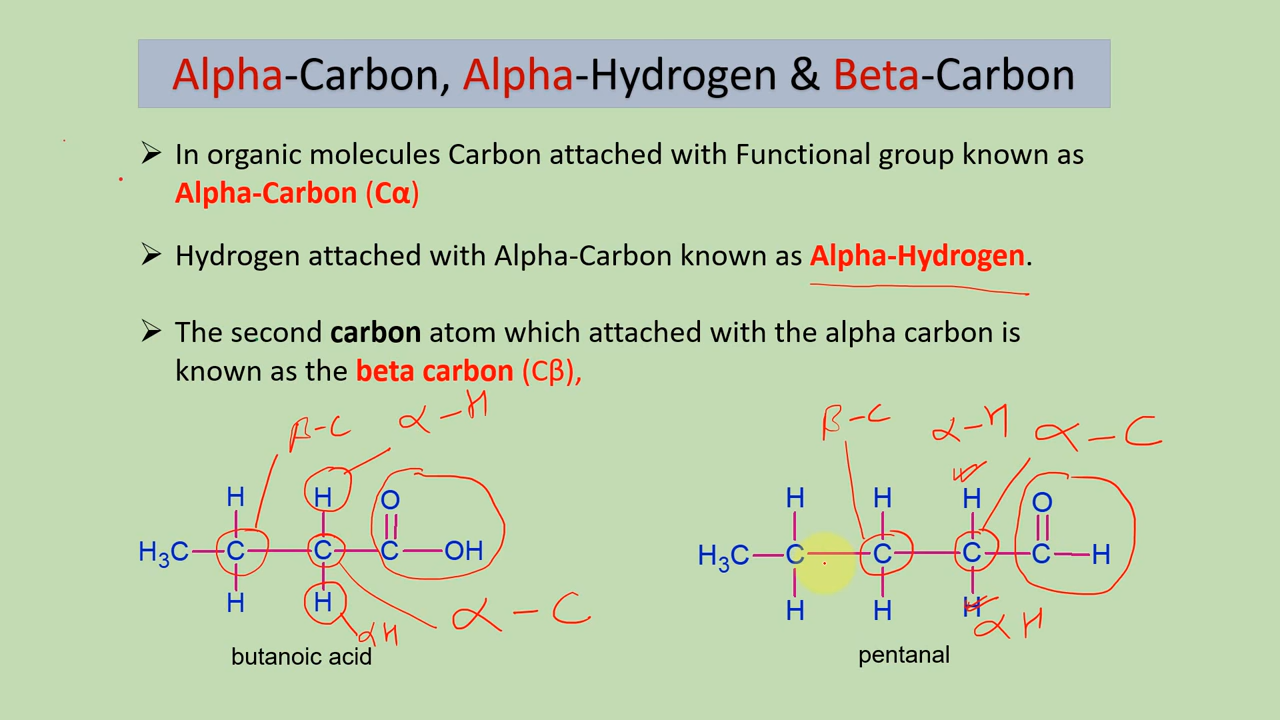 Alpha-Carbon, Alpha-Hydrogen & Beta-Carbon
➢ In organic molecules Carbon attached with Functional group known as
Alpha-Carbon (Cα)
➢ Hydrogen attached with Alpha-Carbon known as Alpha-Hydrogen.
➢ The second carbon atom which attached with the alpha carbon is
known as the beta carbon (Cβ),
β-C α-H
H H O
H3C C C C OH
H H
αH α-C
butanoic acid
β-C α-H α-C
H H H O
H3C C C C C H
H H H
αH
pentanal